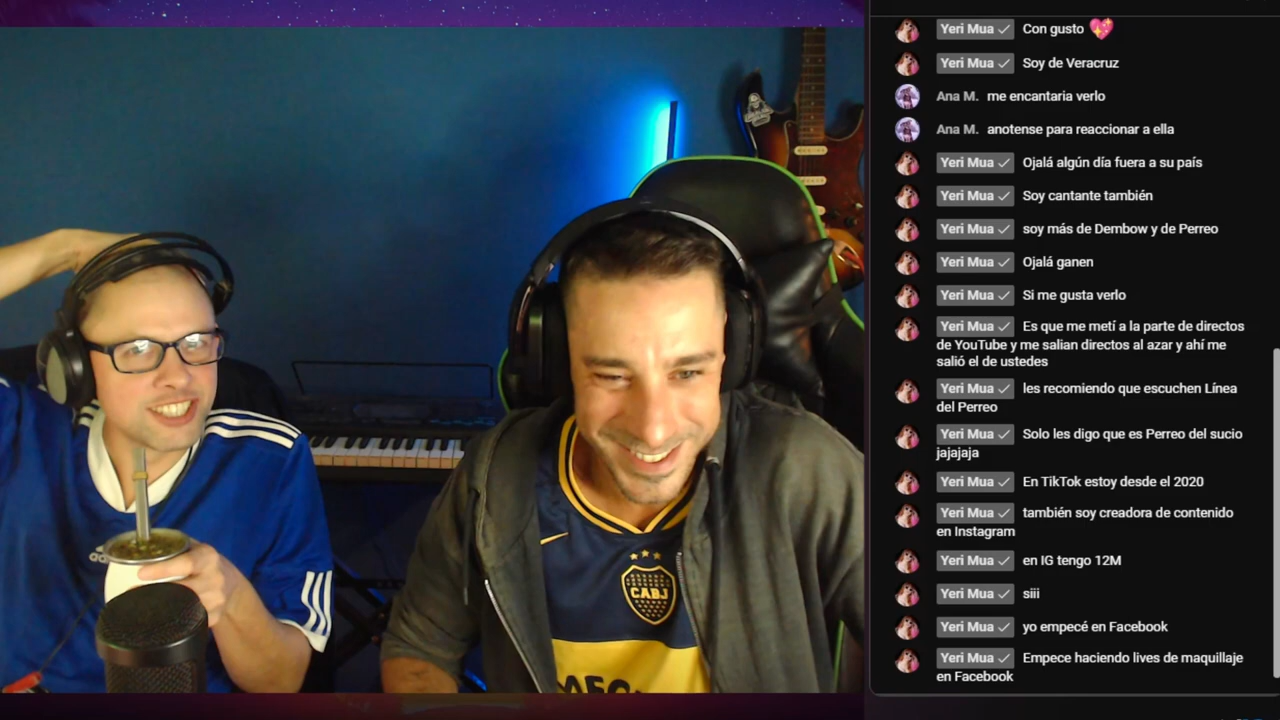 Yeri Mua ✓ Con gusto 💖
Yeri Mua ✓ Soy de Veracruz
Ana M. me encantaria verlo
Ana M. anotense para reaccionar a ella
Yeri Mua ✓ Ojalá algún día fuera a su país
Yeri Mua ✓ Soy cantante también
Yeri Mua ✓ soy más de Dembow y de Perreo
Yeri Mua ✓ Ojalá ganen
Yeri Mua ✓ Si me gusta verlo
Yeri Mua ✓ Es que me metí a la parte de directos
de YouTube y me salian directos al azar y ahí me
salió el de ustedes
Yeri Mua ✓ les recomiendo que escuchen Línea
del Perreo
Yeri Mua ✓ Solo les digo que es Perreo del sucio
jajajaja
Yeri Mua ✓ En TikTok estoy desde el 2020
Yeri Mua ✓ también soy creadora de contenido
en Instagram
Yeri Mua ✓ en IG tengo 12M
Yeri Mua ✓ siii
Yeri Mua ✓ yo empecé en Facebook
Yeri Mua ✓ Empece haciendo lives de maquillaje
en Facebook
CABJ